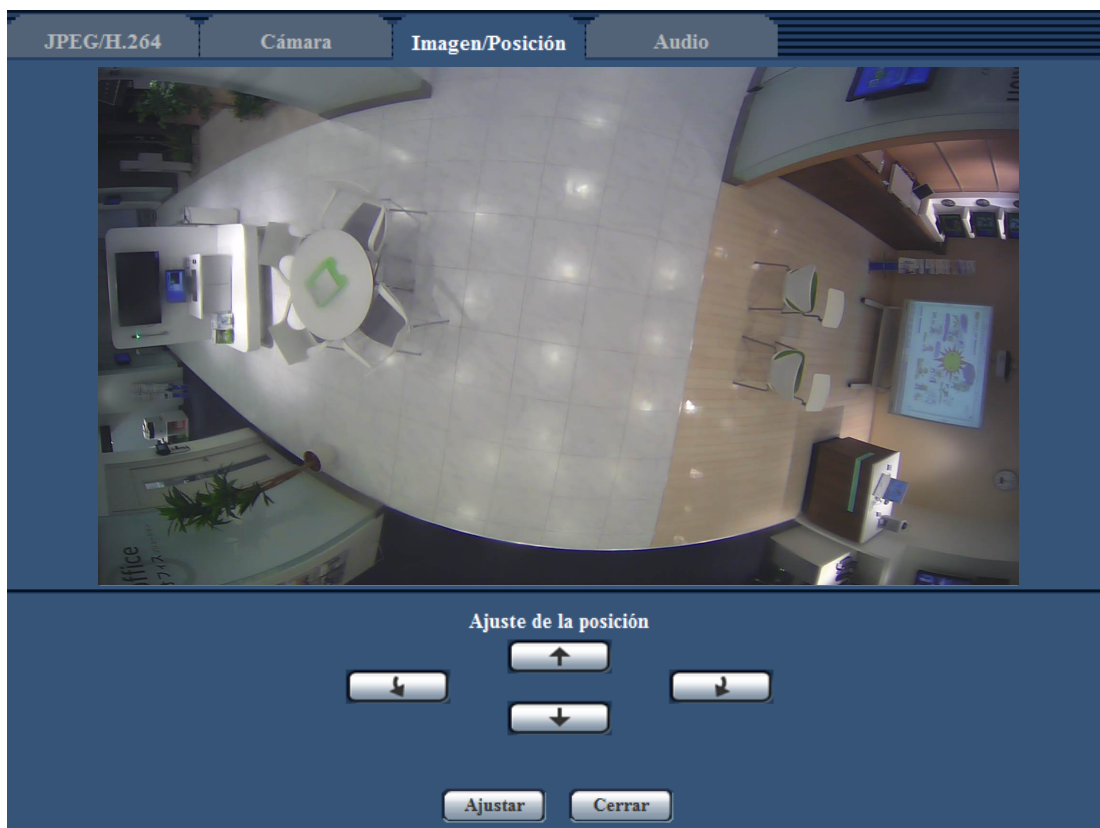 JPEG/H.264 Cámara Imagen/Posición Audio
ffice
Ajuste de la posición
Ajustar Cerrar